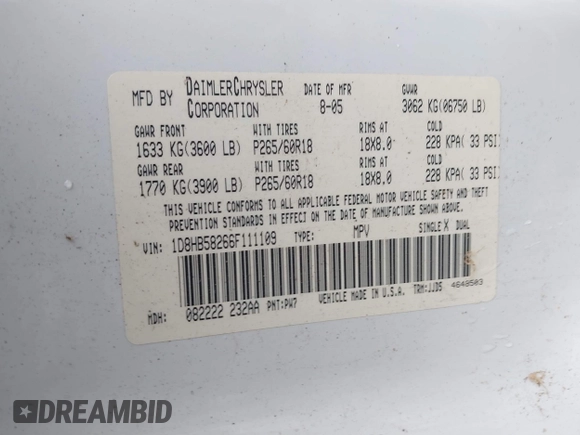 MFD BY DAIMLERCHRYSLER CORPORATION DATE OF MFR 8-05 GVWR 3062 KG(06750 LB)
GAWR FRONT WITH TIRES RIMS AT COLD
1633 KG(3600 LB) P265/60R18 18X8.0 228 KPA( 33 PSI)
GAWR REAR WITH TIRES RIMS AT COLD
1770 KG(3900 LB) P265/60R18 18X8.0 228 KPA( 33 PSI)
THIS VEHICLE CONFORMS TO ALL APPLICABLE FEDERAL MOTOR VEHICLE SAFETY AND THEFT
PREVENTION STANDARDS IN EFFECT ON THE DATE OF MANUFACTURE SHOWN ABOVE.
VIN: 1D8HB58266F111109 TYPE: MPV SINGLE X DUAL
MDH: 082222 232AA PNT:PW7 VEHICLE MADE IN U.S.A. TRM:JJD5 4648503
DREAMBID